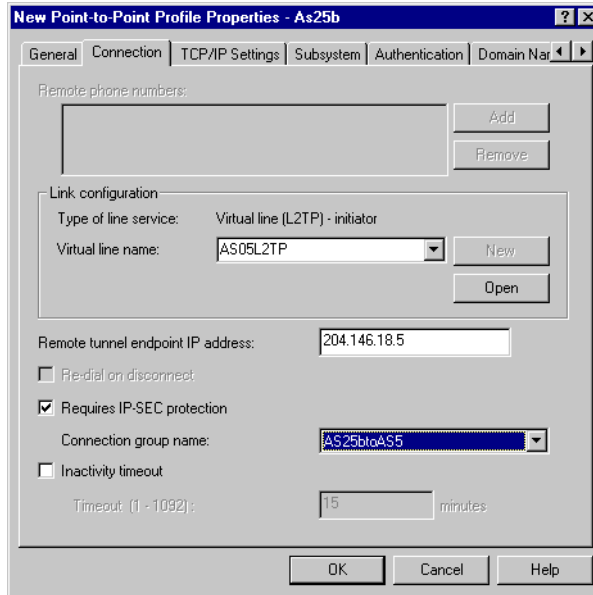 New Point-to-Point Profile Properties - As25b
General Connection TCP/IP Settings Subsystem Authentication Domain Nar
Remote phone numbers:
Add
Remove
Link configuration
Type of line service: Virtual line (L2TP) - initiator
Virtual line name: AS05L2TP New
Open
Remote tunnel endpoint IP address: 204.146.18.5
Re-dial on disconnect
Requires IP-SEC protection
Connection group name: AS25btoAS5
Inactivity timeout
Timeout (1 - 1092) : 15 minutes
OK Cancel Help